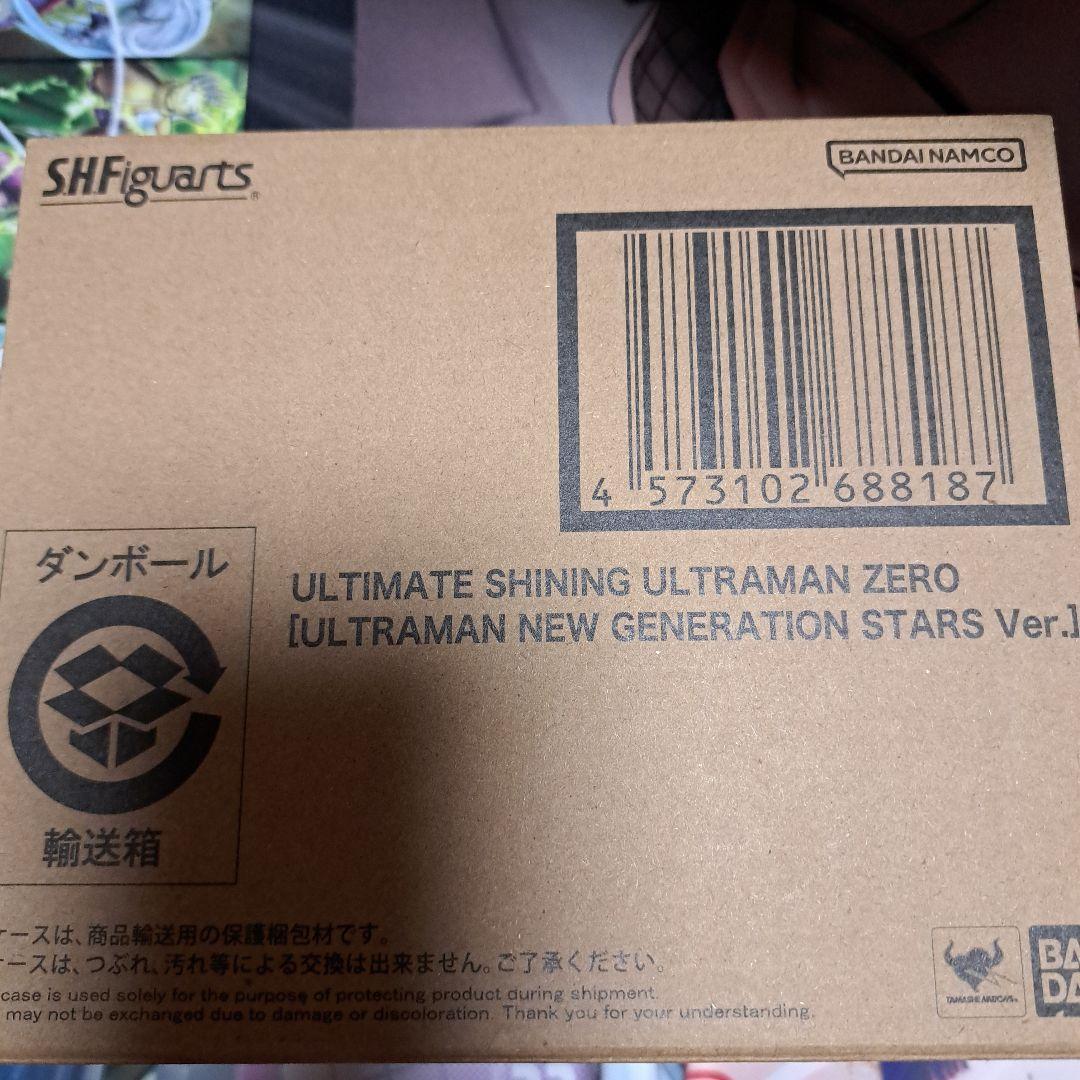 S.H.Figuarts®
BANDAI NAMCO
4 573102 688187
ダンボール
ULTIMATE SHINING ULTRAMAN ZERO
[ULTRAMAN NEW GENERATION STARS Ver.]
輸送箱
ースは、商品輸送用の保護梱包材です。
ースは、つぶれ、汚れ等による交換は出来ません。ご了承ください。
case is used solely for the purpose of protecting product during shipment.
may not be exchanged due to damage or discoloration. Thank you for your understanding.
TAMASHII NATIONS
BA
DA